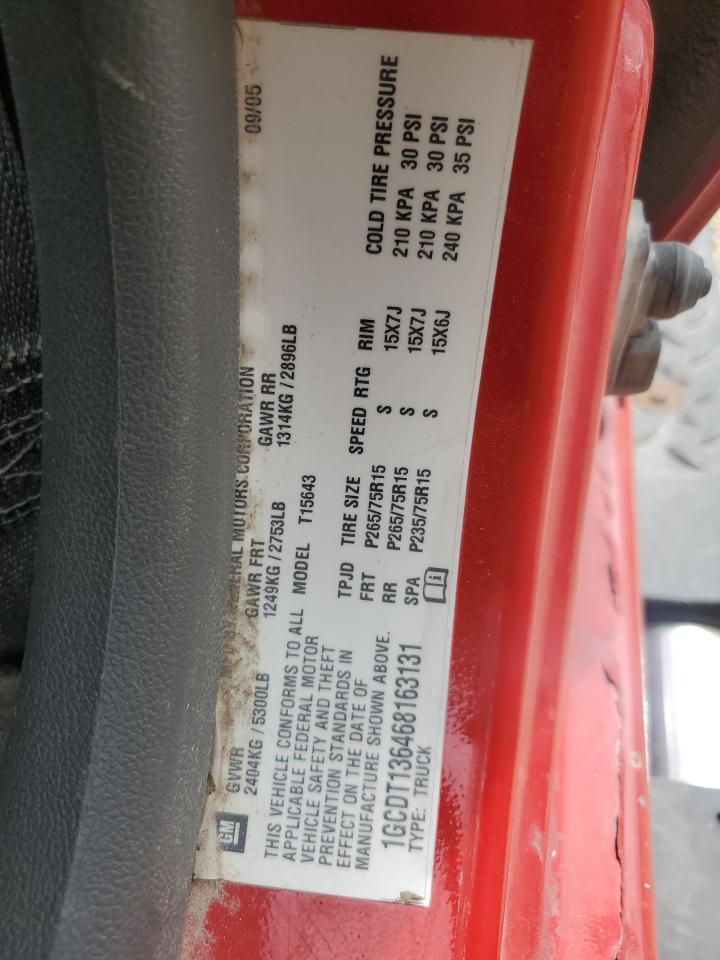 GM
MOTORS CORPORATION
09/05
GVWR
GAWR FRT
GAWR RR
2404KG / 5300LB
1249KG / 2753LB
1314KG / 2896LB
THIS VEHICLE CONFORMS TO ALL
APPLICABLE FEDERAL MOTOR
VEHICLE SAFETY AND THEFT
PREVENTION STANDARDS IN
EFFECT ON THE DATE OF
MANUFACTURE SHOWN ABOVE.
1GCDT136468163131
TYPE: TRUCK
MODEL T15643
TPJD TIRE SIZE SPEED RTG RIM COLD TIRE PRESSURE
FRT P265/75R15 S 15X7J 210 KPA 30 PSI
RR P265/75R15 S 15X7J 210 KPA 30 PSI
SPA P235/75R15 S 15X6J 240 KPA 35 PSI